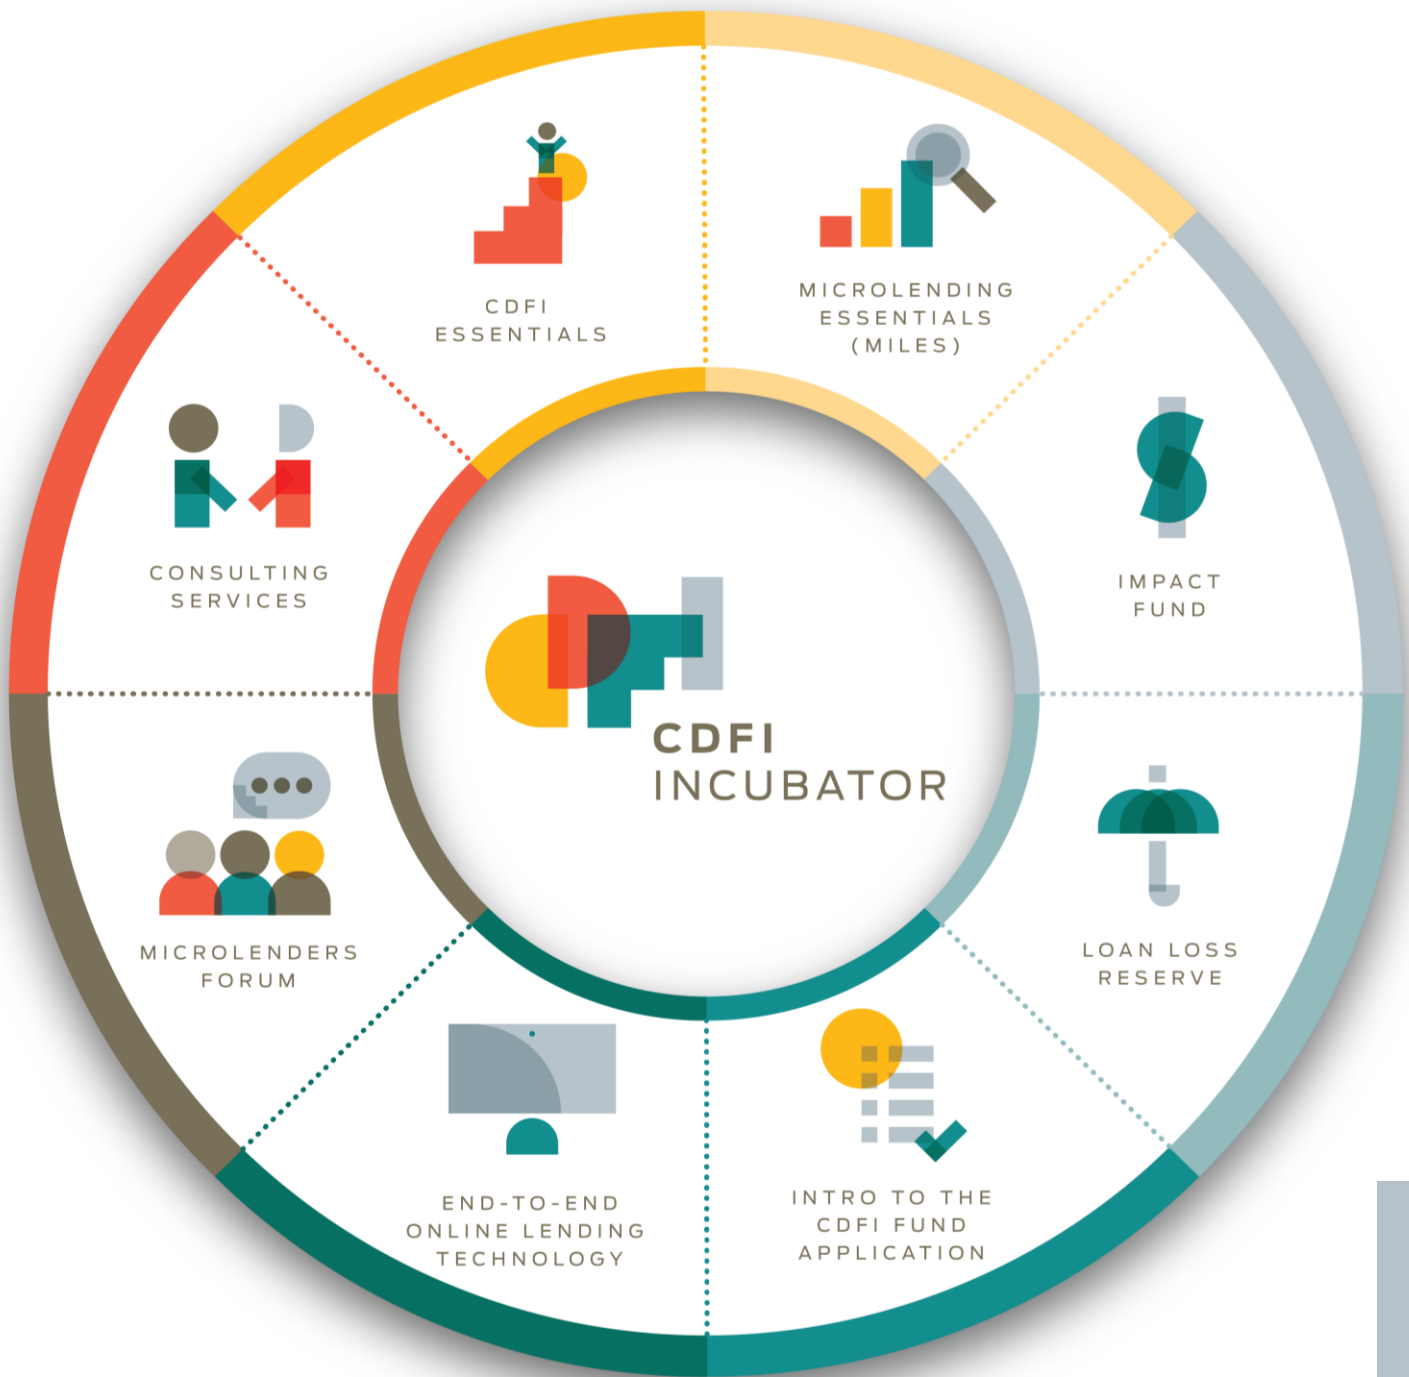 CDFI
ESSENTIALS
MICROLENDING
ESSENTIALS
(MILES)
IMPACT
FUND
LOAN LOSS
RESERVE
INTRO TO THE
CDFI FUND
APPLICATION
END-TO-END
ONLINE LENDING
TECHNOLOGY
MICROLENDERS
FORUM
CONSULTING
SERVICES
CDFI
INCUBATOR